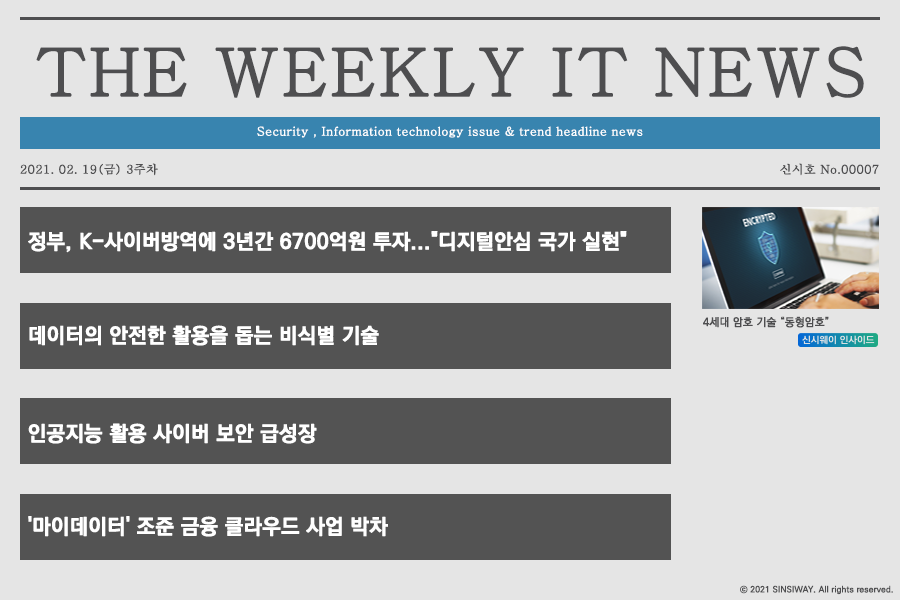 THE WEEKLY IT NEWS
Security , Information technology issue & trend headline news
2021. 02. 19(금) 3주차
신시호 No.00007
정부, K-사이버방역에 3년간 6700억원 투자..."디지털안심 국가 실현"
데이터의 안전한 활용을 돕는 비식별 기술
인공지능 활용 사이버 보안 급성장
'마이데이터' 조준 금융 클라우드 사업 박차
ENCRYPTED
4세대 암호 기술 “동형암호”
신시웨이 인사이드
© 2021 SINSIWAY. All rights reserved.